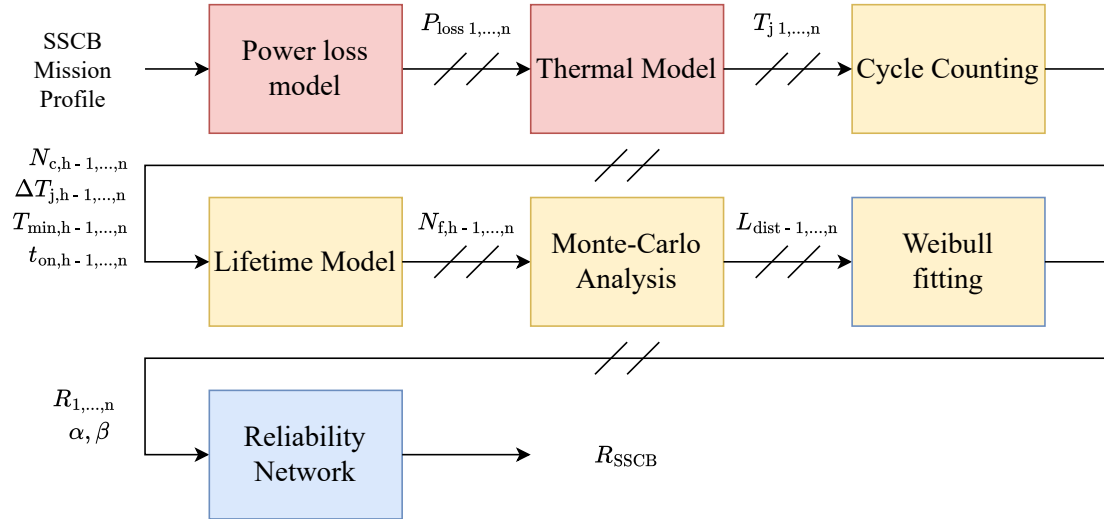 SSCB
Mission
Profile
Power loss
model
P_loss 1,...,n
Thermal Model
T_j 1,...,n
Cycle Counting
N_c,h - 1,...,n
ΔT_j,h-1,...,n
T_min,h - 1,...,n
t_on,h-1,...,n
Lifetime Model
N_f,h - 1,...,n
Monte-Carlo
Analysis
L_dist - 1,...,n
Weibull
fitting
R_1,...,n
α, β
Reliability
Network
R_SSCB